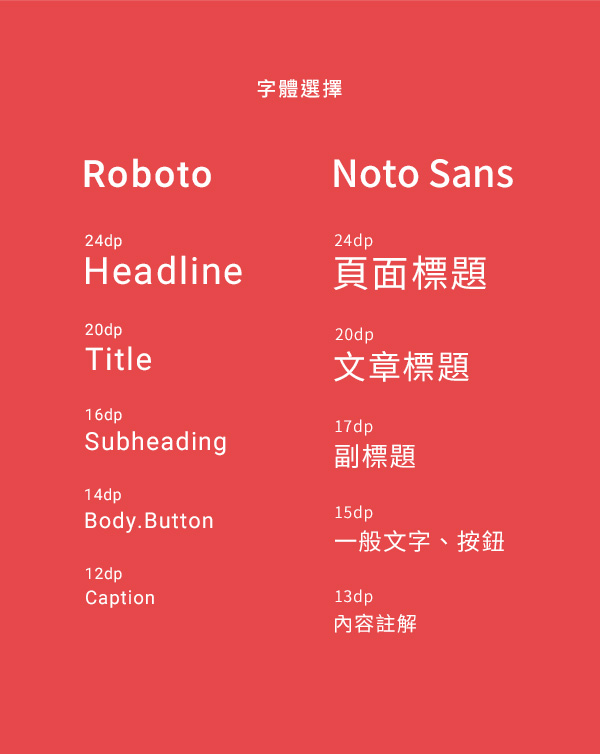 字體選擇
Roboto
24dp
Headline
20dp
Title
16dp
Subheading
14dp
Body.Button
12dp
Caption
Noto Sans
24dp
頁面標題
20dp
文章標題
17dp
副標題
15dp
一般文字、按鈕
13dp
內容註解